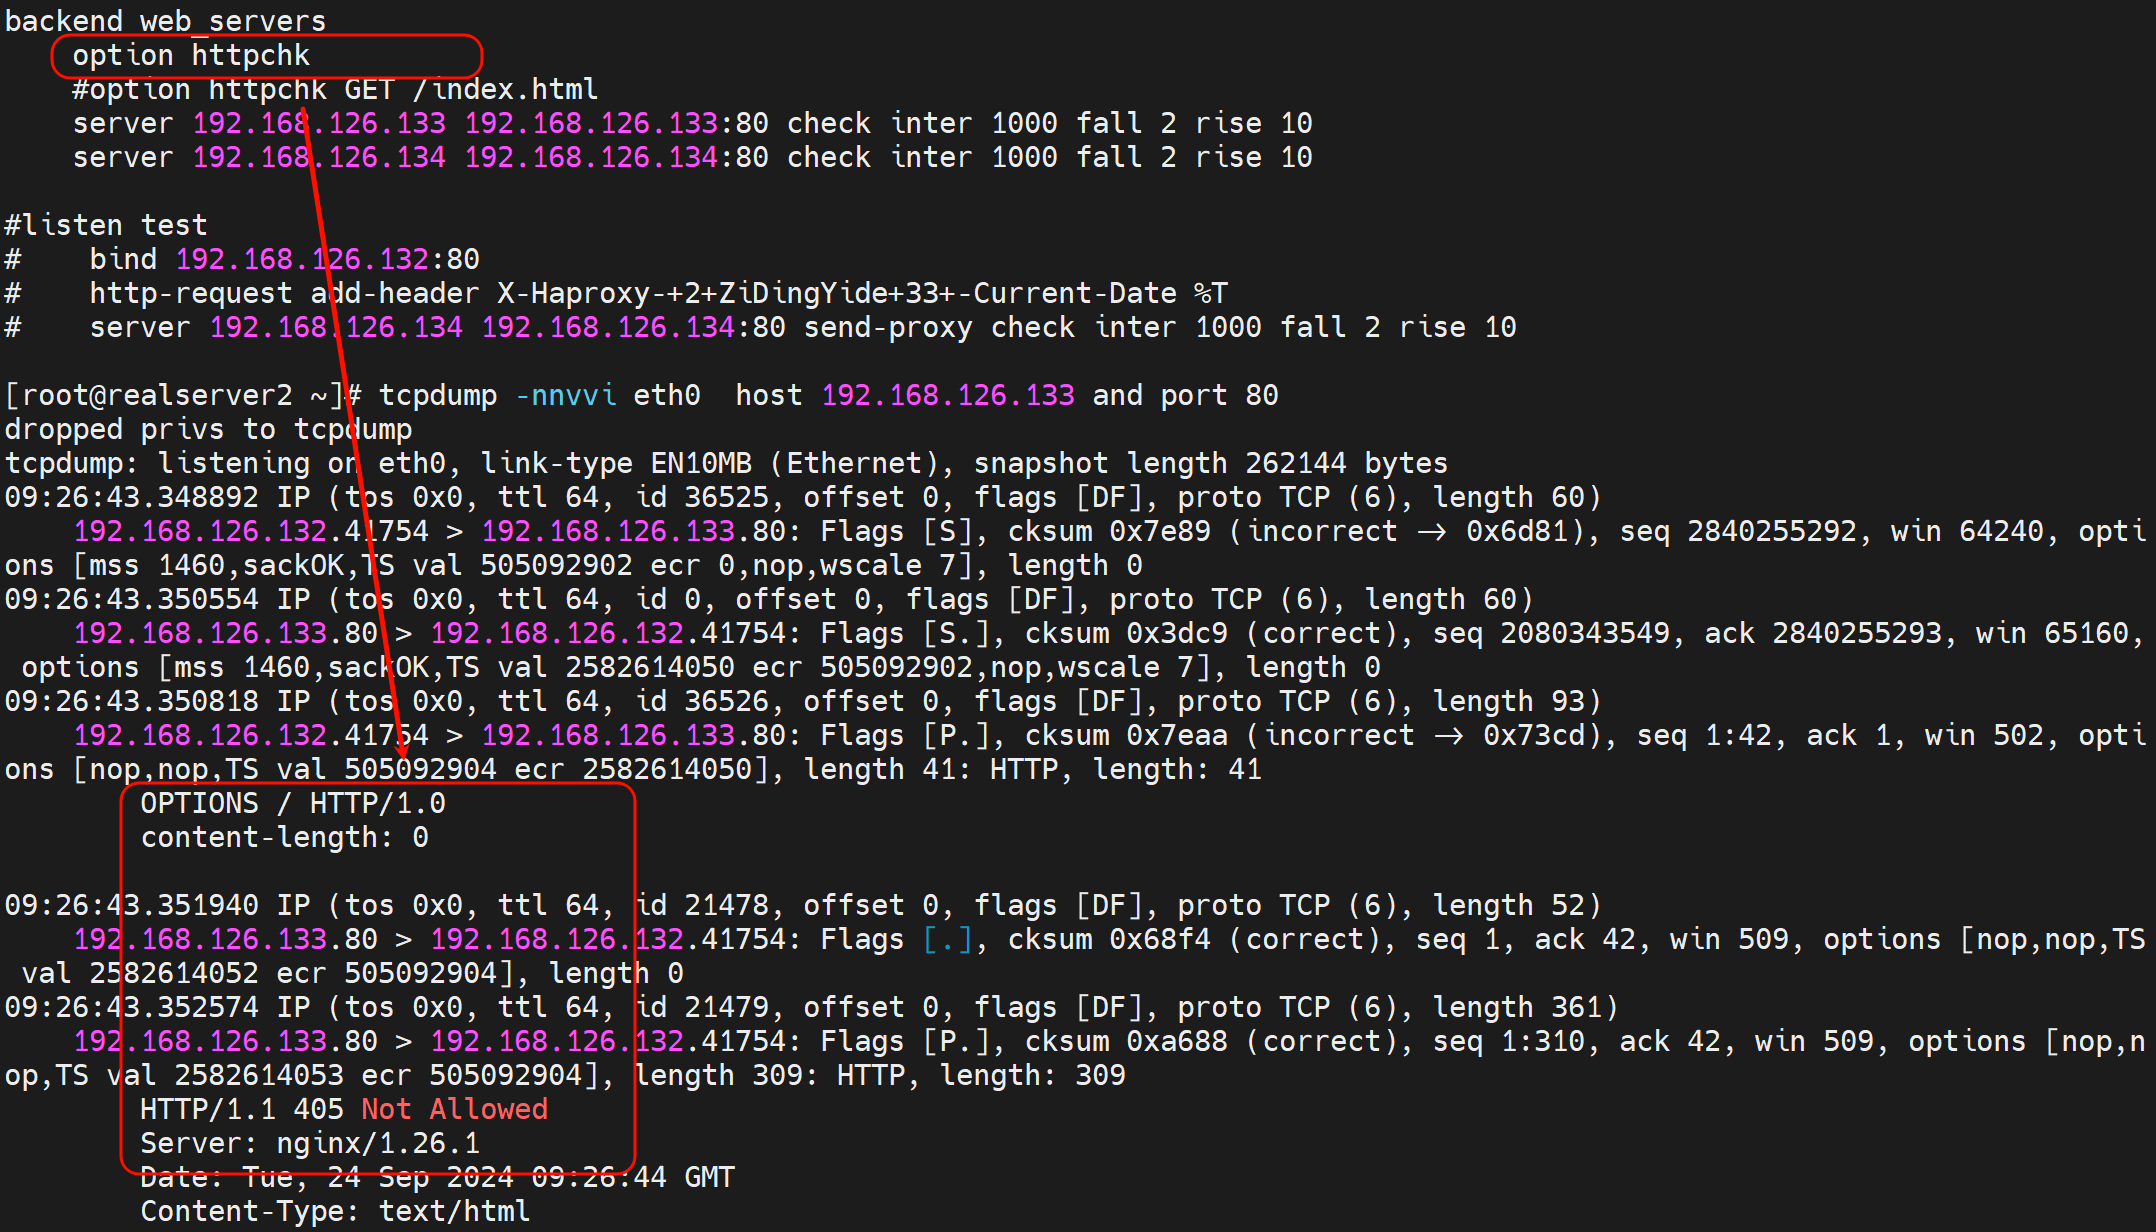 backend web_servers
    option httpchk
    #option httpchk GET /index.html
    server 192.168.126.133 192.168.126.133:80 check inter 1000 fall 2 rise 10
    server 192.168.126.134 192.168.126.134:80 check inter 1000 fall 2 rise 10
#listen test
#    bind 192.168.126.132:80
#    http-request add-header X-Haproxy-+2+ZiDingYide+33+-Current-Date %T
#    server 192.168.126.134 192.168.126.134:80 send-proxy check inter 1000 fall 2 rise 10
[root@realserver2 ~]# tcpdump -nnvvi eth0  host 192.168.126.133 and port 80
dropped privs to tcpdump
tcpdump: listening on eth0, link-type EN10MB (Ethernet), snapshot length 262144 bytes
09:26:43.348892 IP (tos 0x0, ttl 64, id 36525, offset 0, flags [DF], proto TCP (6), length 60)
    192.168.126.132.41754 > 192.168.126.133.80: Flags [S], cksum 0x7e89 (incorrect -> 0x6d81), seq 2840255292, win 64240, opti
ons [mss 1460,sackOK,TS val 505092902 ecr 0,nop,wscale 7], length 0
09:26:43.350554 IP (tos 0x0, ttl 64, id 0, offset 0, flags [DF], proto TCP (6), length 60)
    192.168.126.133.80 > 192.168.126.132.41754: Flags [S.], cksum 0x3dc9 (correct), seq 2080343549, ack 2840255293, win 65160,
 options [mss 1460,sackOK,TS val 2582614050 ecr 505092902,nop,wscale 7], length 0
09:26:43.350818 IP (tos 0x0, ttl 64, id 36526, offset 0, flags [DF], proto TCP (6), length 93)
    192.168.126.132.41754 > 192.168.126.133.80: Flags [P.], cksum 0x7eaa (incorrect -> 0x73cd), seq 1:42, ack 1, win 502, opti
ons [nop,nop,TS val 505092904 ecr 2582614050], length 41: HTTP, length: 41
        OPTIONS / HTTP/1.0
        content-length: 0
09:26:43.351940 IP (tos 0x0, ttl 64, id 21478, offset 0, flags [DF], proto TCP (6), length 52)
    192.168.126.133.80 > 192.168.126.132.41754: Flags [.], cksum 0x68f4 (correct), seq 1, ack 42, win 509, options [nop,nop,TS
 val 2582614052 ecr 505092904], length 0
09:26:43.352574 IP (tos 0x0, ttl 64, id 21479, offset 0, flags [DF], proto TCP (6), length 361)
    192.168.126.133.80 > 192.168.126.132.41754: Flags [P.], cksum 0xa688 (correct), seq 1:310, ack 42, win 509, options [nop,n
op,TS val 2582614053 ecr 505092904], length 309: HTTP, length: 309
        HTTP/1.1 405 Not Allowed
        Server: nginx/1.26.1
        Date: Tue, 24 Sep 2024 09:26:44 GMT
        Content-Type: text/html